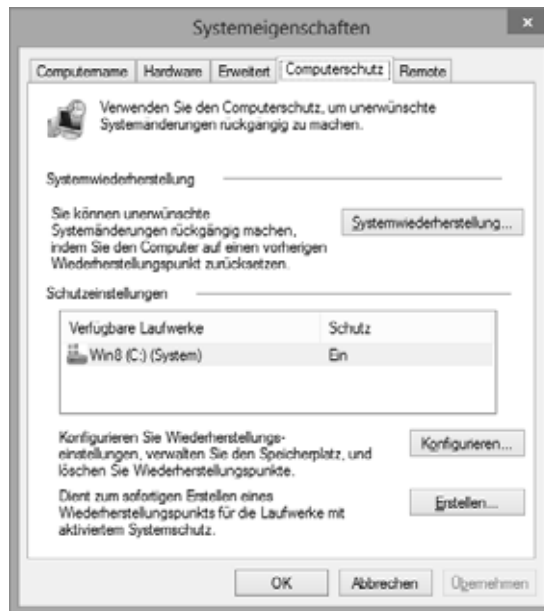 Systemeigenschaften
x
Computername Hardware Erweitert Computerschutz Remote
Verwenden Sie den Computerschutz, um unerwünschte
Systemänderungen rückgängig zu machen.
Systemwiederherstellung
Sie können unerwünschte
Systemänderungen rückgängig machen,
indem Sie den Computer auf einen vorherigen
Wiederherstellungspunkt zurücksetzen.
Systemwiederherstellung...
Schutzeinstellungen
Verfügbare Laufwerke Schutz
Win8 (C:) (System) Ein
Konfigurieren Sie Wiederherstellungs-
einstellungen, verwalten Sie den Speicherplatz, und
löschen Sie Wiederherstellungspunkte.
Konfigurieren...
Dient zum sofortigen Erstellen eines
Wiederherstellungspunkts für die Laufwerke mit
aktiviertem Systemschutz.
Erstellen...
OK Abbrechen Übernehmen